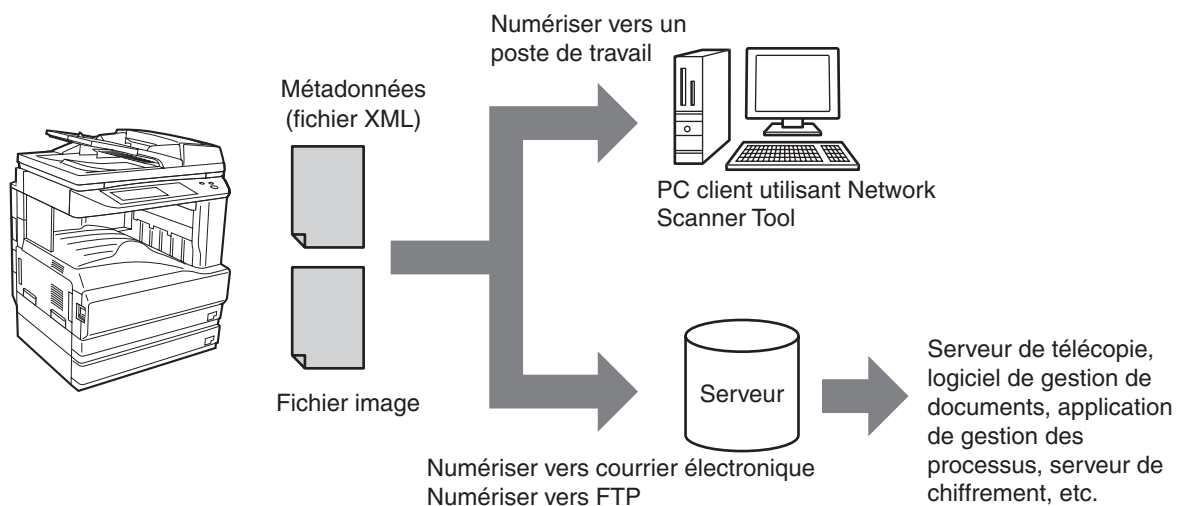 Numériser vers un
poste de travail
Métadonnées
(fichier XML)
PC client utilisant Network
Scanner Tool
Fichier image
Serveur
Numériser vers courrier électronique
Numériser vers FTP
Serveur de télécopie,
logiciel de gestion de
documents, application
de gestion des
processus, serveur de
chiffrement, etc.